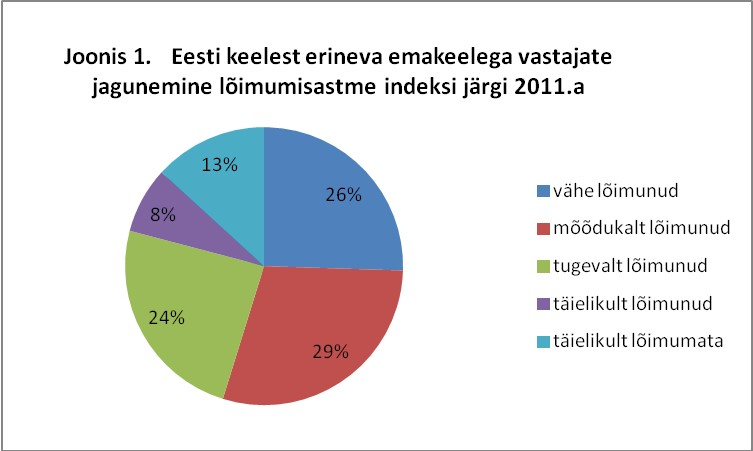 Joonis 1. Eesti keelest erineva emakeelega vastajate
jagunemine lõimumisastme indeksi järgi 2011.a
13%
26%
8%
24%
29%
vähe lõimunud
mõõdukalt lõimunud
tugevalt lõimunud
täielikult lõimunud
täielikult lõimumata